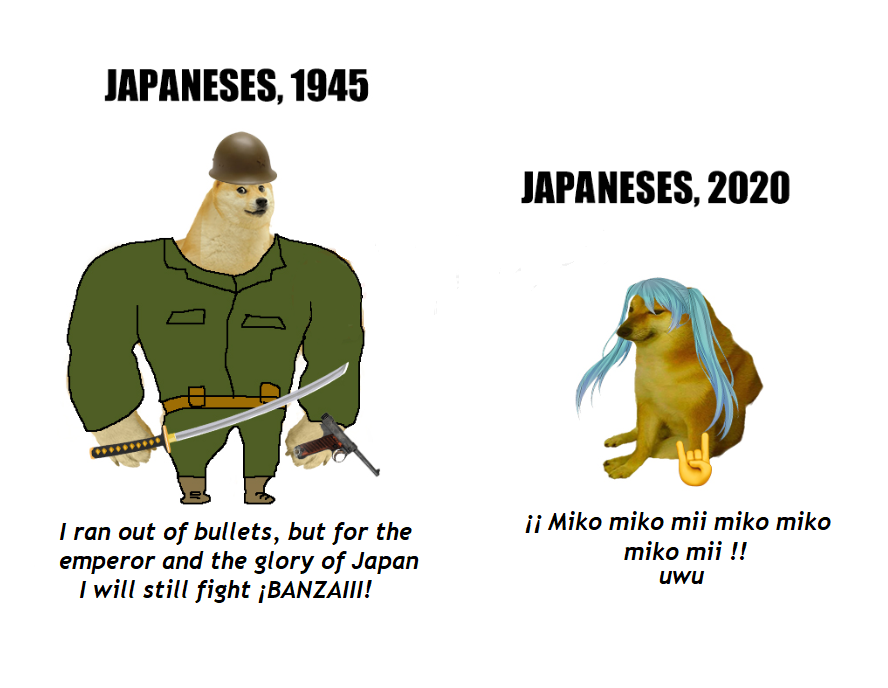 JAPANESES, 1945
JAPANESES, 2020
I ran out of bullets, but for the
emperor and the glory of Japan
I will still fight ¡BANZAIII!
¡¡ Miko miko mii miko miko
miko mii !!
uwu